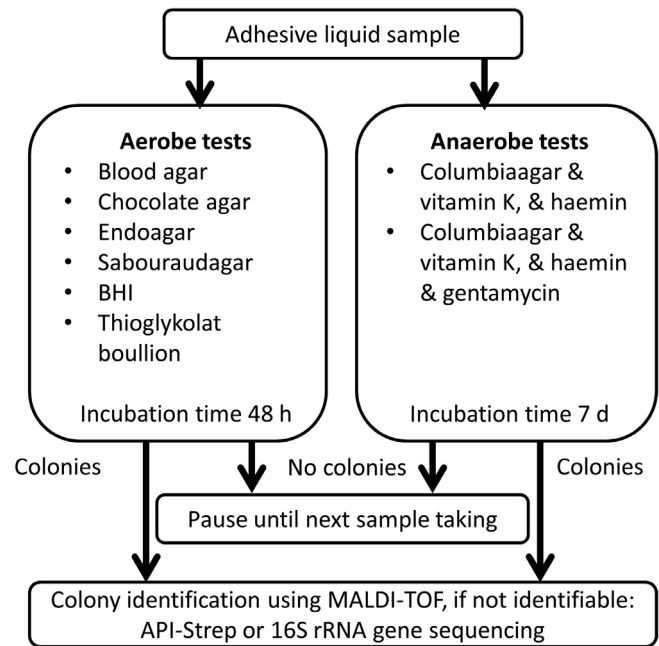 Adhesive liquid sample
Aerobe tests
• Blood agar
• Chocolate agar
• Endoagar
• Sabouraudagar
• BHI
• Thioglykolat
boullion
Incubation time 48 h
Anaerobe tests
• Columbiaagar &
vitamin K, & haemin
• Columbiaagar &
vitamin K, & haemin
& gentamycin
Incubation time 7 d
Colonies
No colonies
Colonies
Pause until next sample taking
Colony identification using MALDI-TOF, if not identifiable:
API-Strep or 16S rRNA gene sequencing